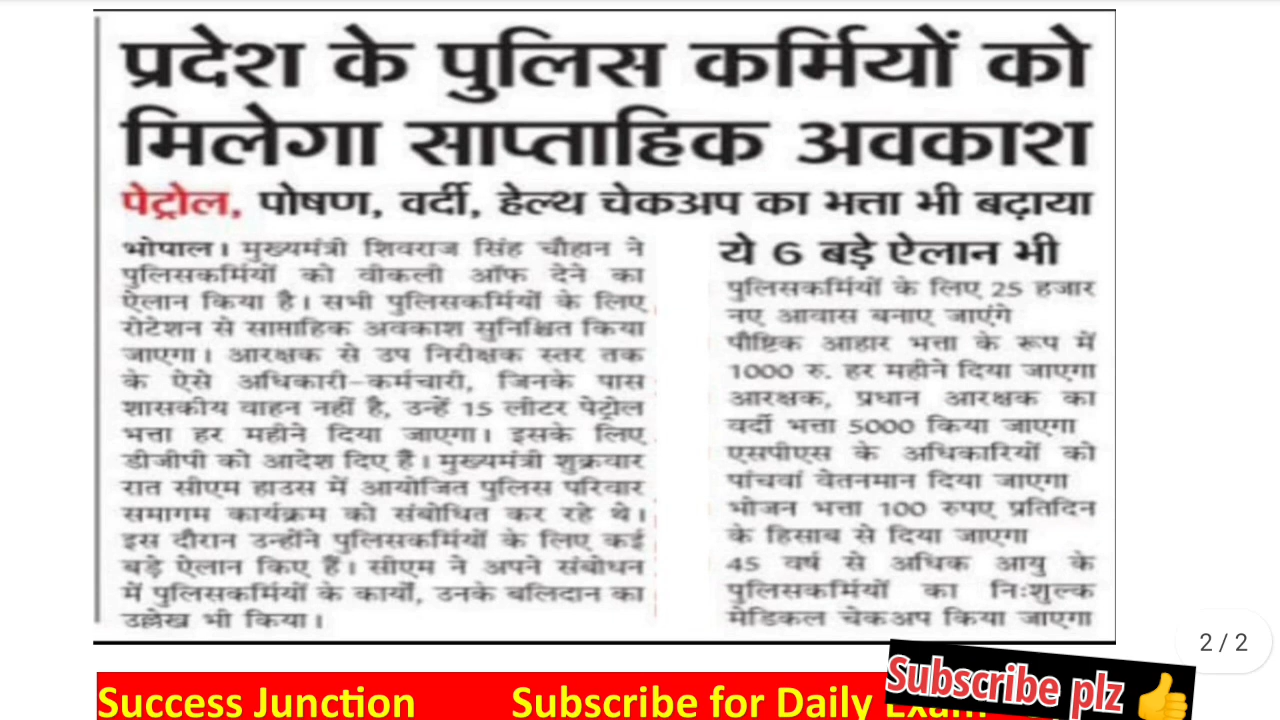 प्रदेश के पुलिस कर्मियों को
मिलेगा साप्ताहिक अवकाश
पेट्रोल, पोषण, वर्दी, हेल्थ चेकअप का भत्ता भी बढ़ाया
भोपाल। मुख्यमंत्री शिवराज सिंह चौहान ने
पुलिसकर्मियों को वीकली ऑफ देने का
ऐलान किया है। सभी पुलिसकर्मियों के लिए
रोटेशन से साप्ताहिक अवकाश सुनिश्चित किया
जाएगा। आरक्षक से उप निरीक्षक स्तर तक
के ऐसे अधिकारी-कर्मचारी, जिनके पास
शासकीय वाहन नहीं है, उन्हें 15 लीटर पेट्रोल
भत्ता हर महीने दिया जाएगा। इसके लिए
डीजीपी को आदेश दिए हैं। मुख्यमंत्री शुक्रवार
रात सीएम हाउस में आयोजित पुलिस परिवार
समागम कार्यक्रम को संबोधित कर रहे थे।
इस दौरान उन्होंने पुलिसकर्मियों के लिए कई
बड़े ऐलान किए हैं। सीएम ने अपने संबोधन
में पुलिसकर्मियों के कार्यों, उनके बलिदान का
उल्लेख भी किया।
ये 6 बड़े ऐलान भी
पुलिसकर्मियों के लिए 25 हजार
नए आवास बनाए जाएंगे
पौष्टिक आहार भत्ता के रूप में
1000 रु. हर महीने दिया जाएगा
आरक्षक, प्रधान आरक्षक का
वर्दी भत्ता 5000 किया जाएगा
एसपीएस के अधिकारियों को
पांचवां वेतनमान दिया जाएगा
भोजन भत्ता 100 रुपए प्रतिदिन
के हिसाब से दिया जाएगा
45 वर्ष से अधिक आयु के
पुलिसकर्मियों का निःशुल्क
मेडिकल चेकअप किया जाएगा
2 / 2
Success Junction Subscribe for Daily Exam
Subscribe plz